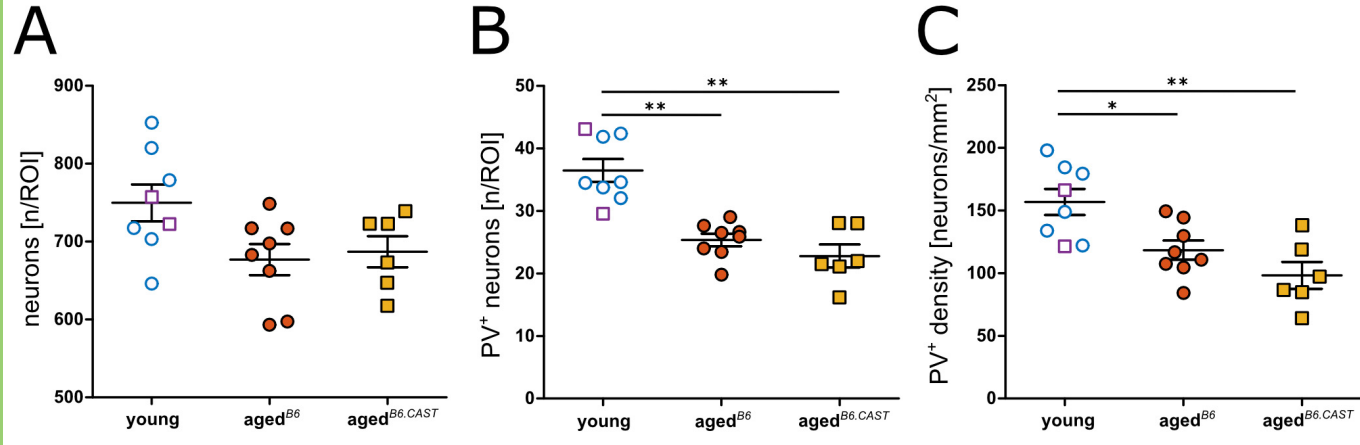 A
neurons [n/ROI]
900
800
700
600
500
young
aged^B6
aged^B6.CAST
B
PV⁺ neurons [n/ROI]
50
40
30
20
10
0
**
**
young
aged^B6
aged^B6.CAST
C
PV⁺ density [neurons/mm²]
250
200
150
100
50
0
**
*
young
aged^B6
aged^B6.CAST